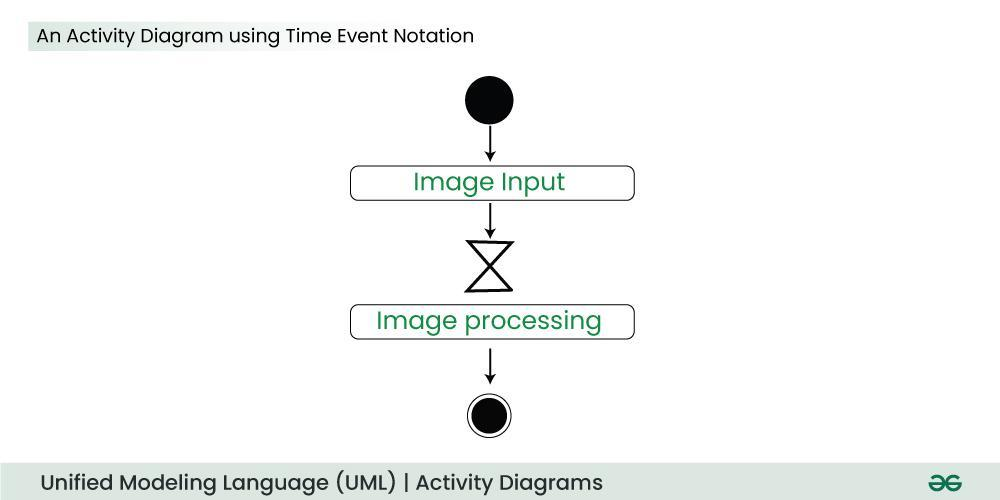 An Activity Diagram using Time Event Notation
Image Input
Image processing
Unified Modeling Language (UML) | Activity Diagrams